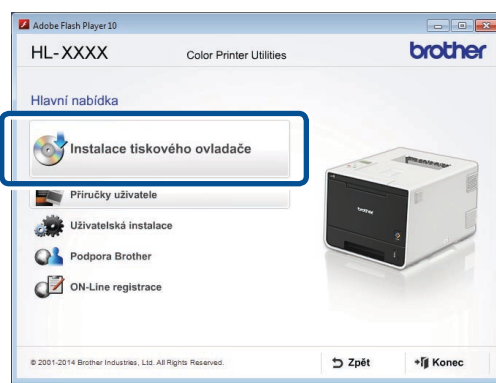 Adobe Flash Player 10
HL-XXXX
Color Printer Utilities
brother
Hlavní nabídka
Instalace tiskového ovladače
Příručky uživatele
Uživatelská instalace
Podpora Brother
ON-Line registrace
brother
© 2001-2014 Brother Industries, Ltd. All Rights Reserved.
Zpět
Konec